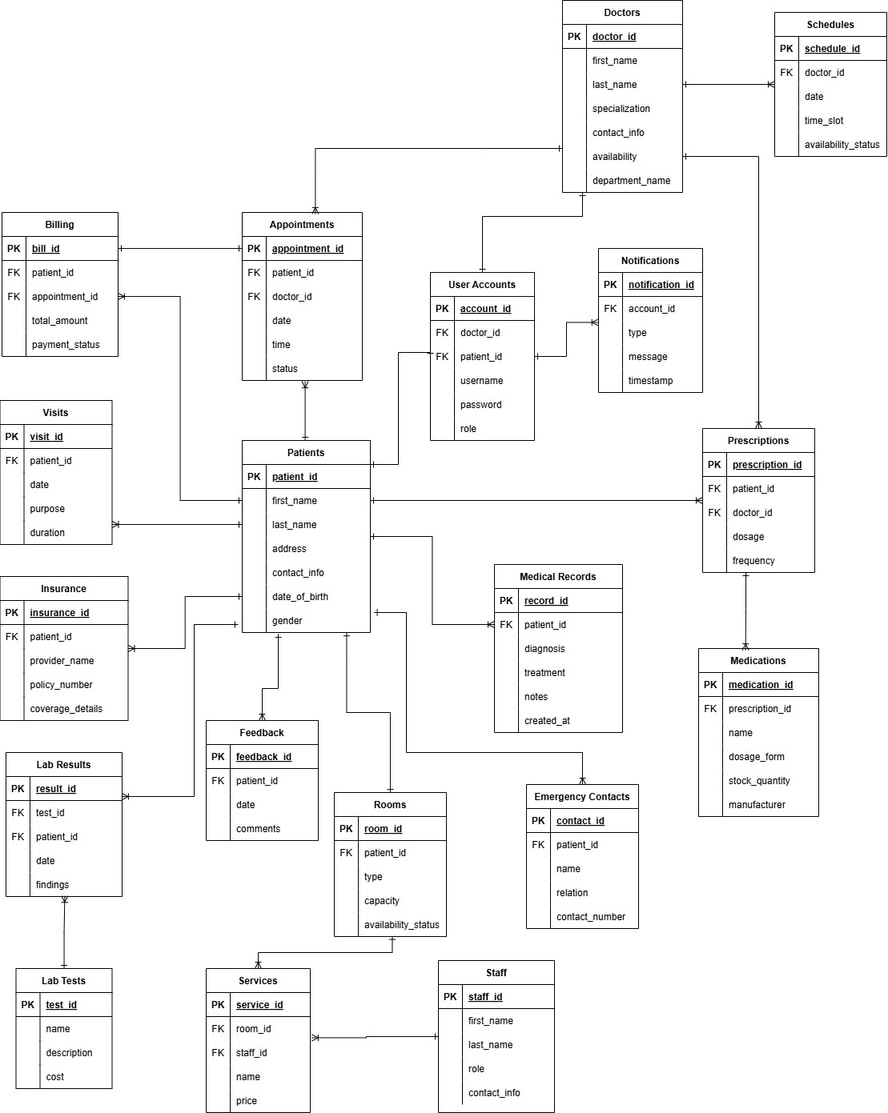 Doctors
PK doctor_id
first_name
last_name
specialization
contact_info
availability
department_name
Schedules
PK schedule_id
FK doctor_id
date
time_slot
availability_status
Billing
PK bill_id
FK patient_id
FK appointment_id
total_amount
payment_status
Appointments
PK appointment_id
FK patient_id
FK doctor_id
date
time
status
User Accounts
PK account_id
FK doctor_id
FK patient_id
username
password
role
Notifications
PK notification_id
FK account_id
type
message
timestamp
Visits
PK visit_id
FK patient_id
date
purpose
duration
Patients
PK patient_id
first_name
last_name
address
contact_info
date_of_birth
gender
Prescriptions
PK prescription_id
FK patient_id
FK doctor_id
dosage
frequency
Insurance
PK insurance_id
FK patient_id
provider_name
policy_number
coverage_details
Medical Records
PK record_id
FK patient_id
diagnosis
treatment
notes
created_at
Medications
PK medication_id
FK prescription_id
name
dosage_form
stock_quantity
manufacturer
Feedback
PK feedback_id
FK patient_id
date
comments
Lab Results
PK result_id
FK test_id
FK patient_id
date
findings
Rooms
PK room_id
FK patient_id
type
capacity
availability_status
Emergency Contacts
PK contact_id
FK patient_id
name
relation
contact_number
Lab Tests
PK test_id
name
description
cost
Services
PK service_id
FK room_id
FK staff_id
name
price
Staff
PK staff_id
first_name
last_name
role
contact_info